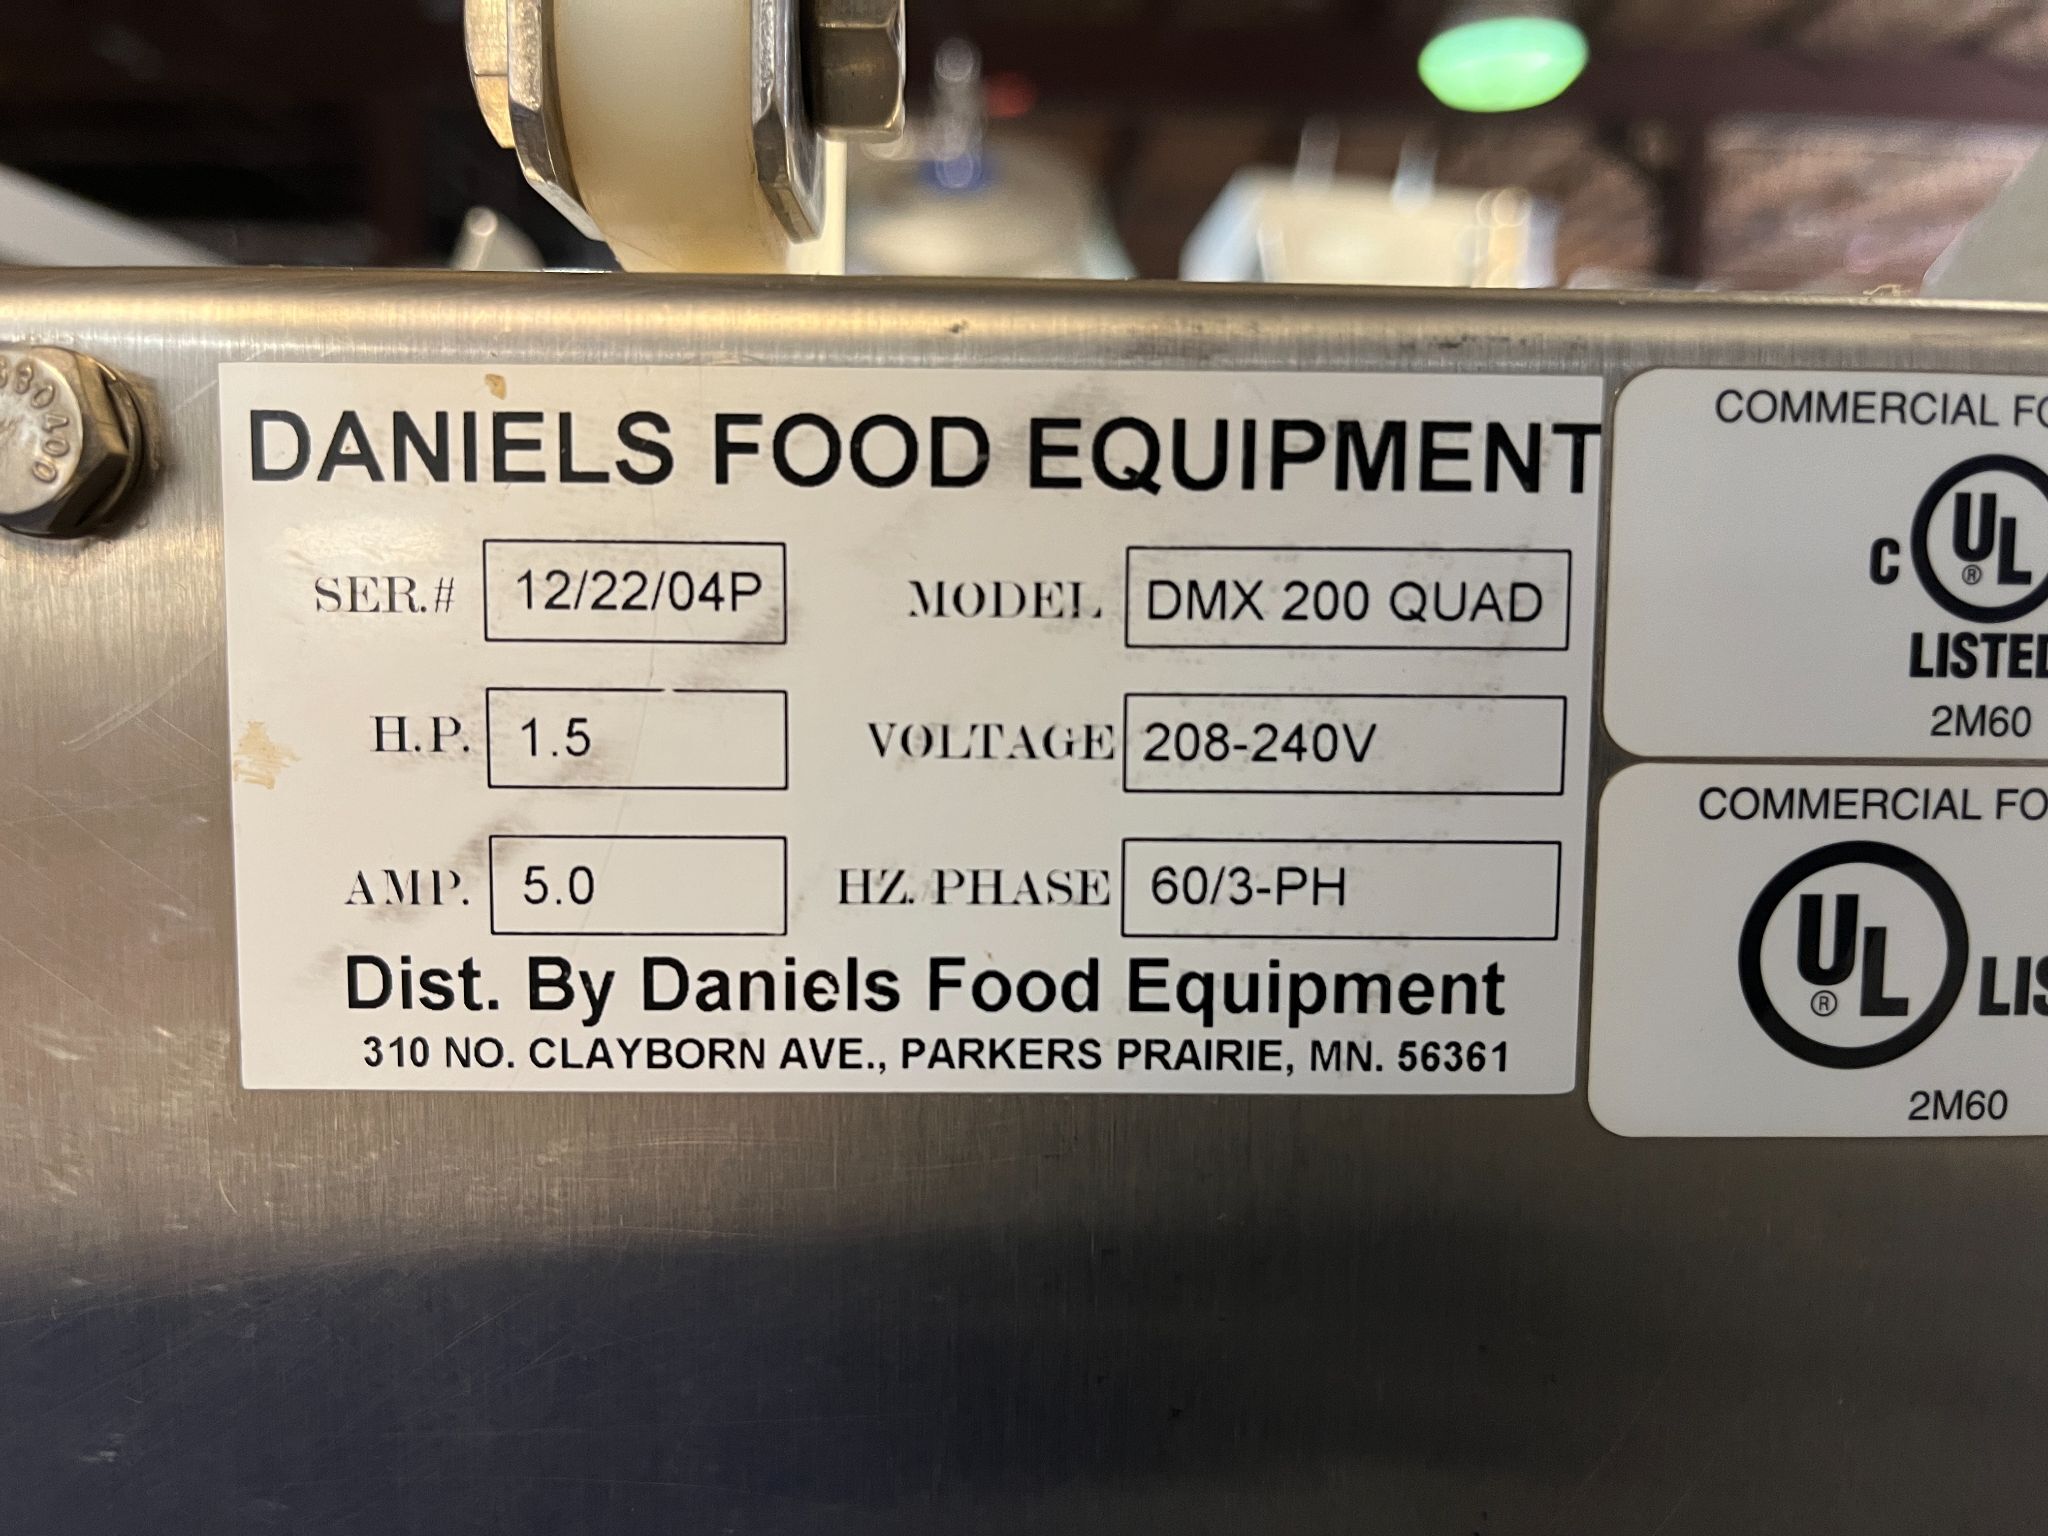 DANIELS FOOD EQUIPMENT
SER.# 12/22/04P MODEL DMX 200 QUAD
H.P. 1.5 VOLTAGE 208-240V
AMP. 5.0 HZ. PHASE 60/3-PH
Dist. By Daniels Food Equipment
310 NO. CLAYBORN AVE., PARKERS PRAIRIE, MN. 56361
COMMERCIAL FO
C UL ®
LISTED
2M60
COMMERCIAL FO
UL ® LIS
2M60